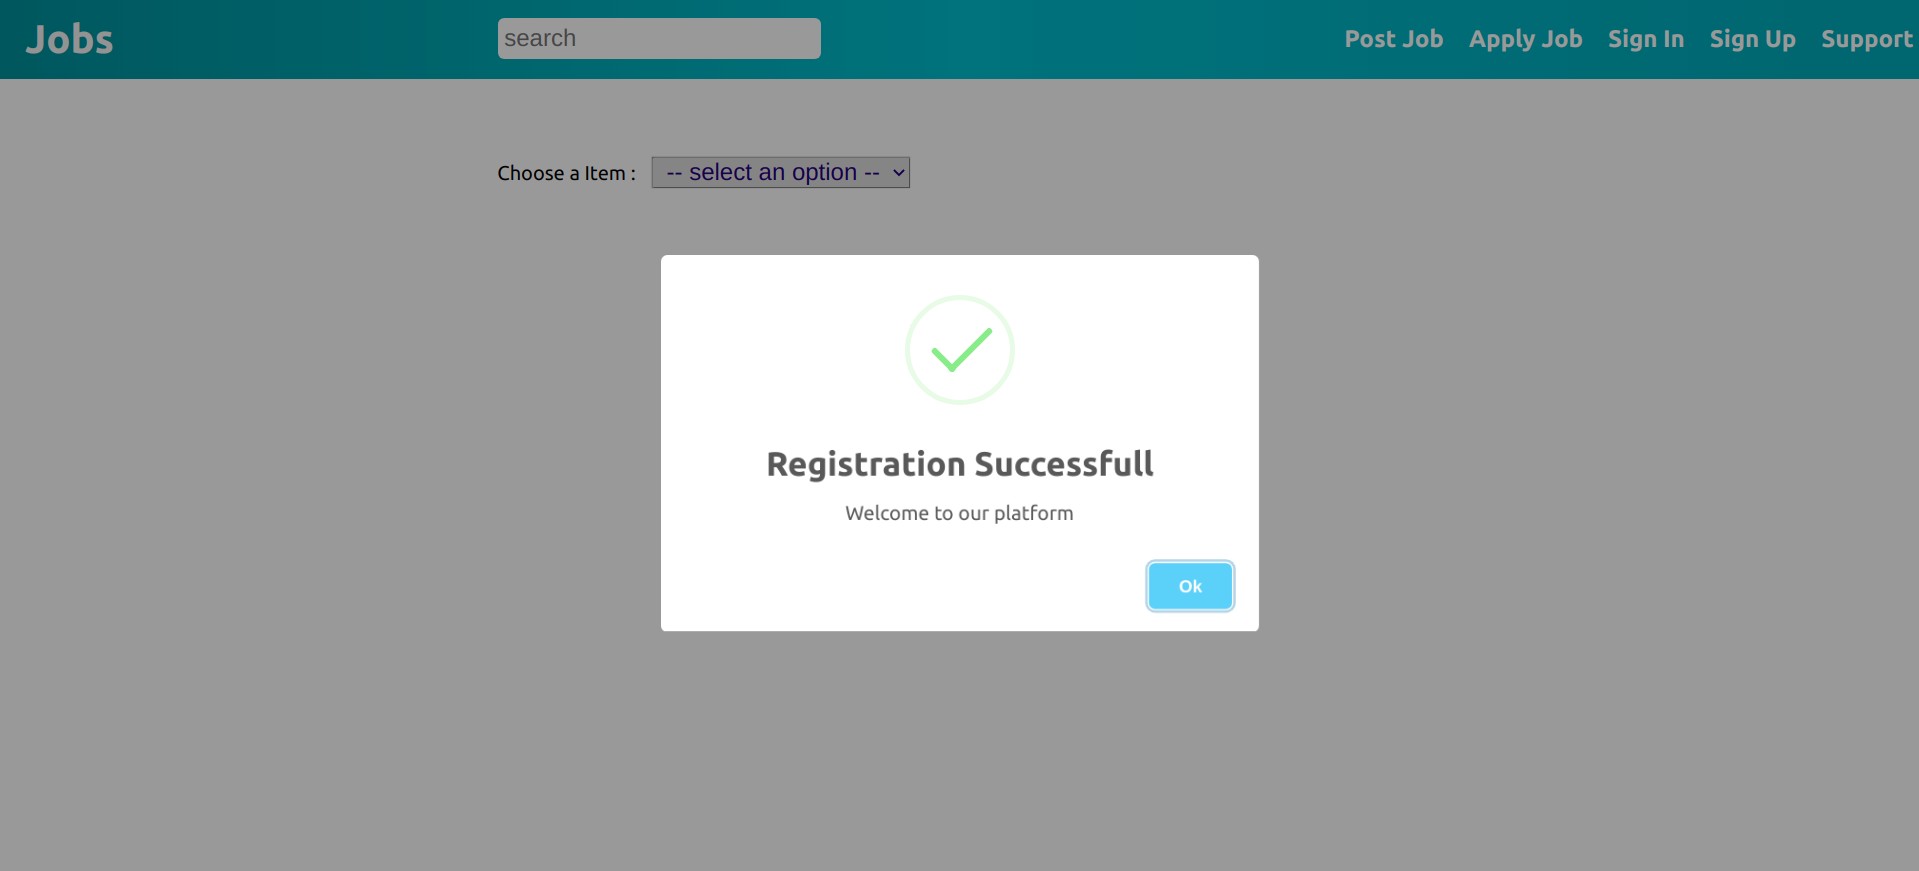 Jobs
search
Post Job Apply Job Sign In Sign Up Support
Choose a Item : -- select an option --
Registration Successfull
Welcome to our platform
Ok